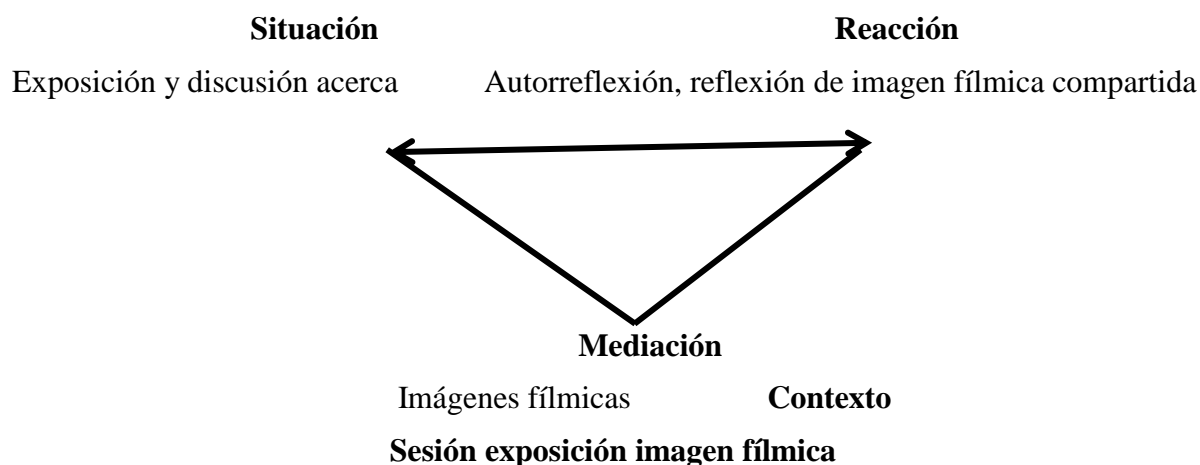 Situación Reacción
Exposición y discusión acerca Autorreflexión, reflexión de imagen fílmica compartida
Mediación
Imágenes fílmicas Contexto
Sesión exposición imagen fílmica